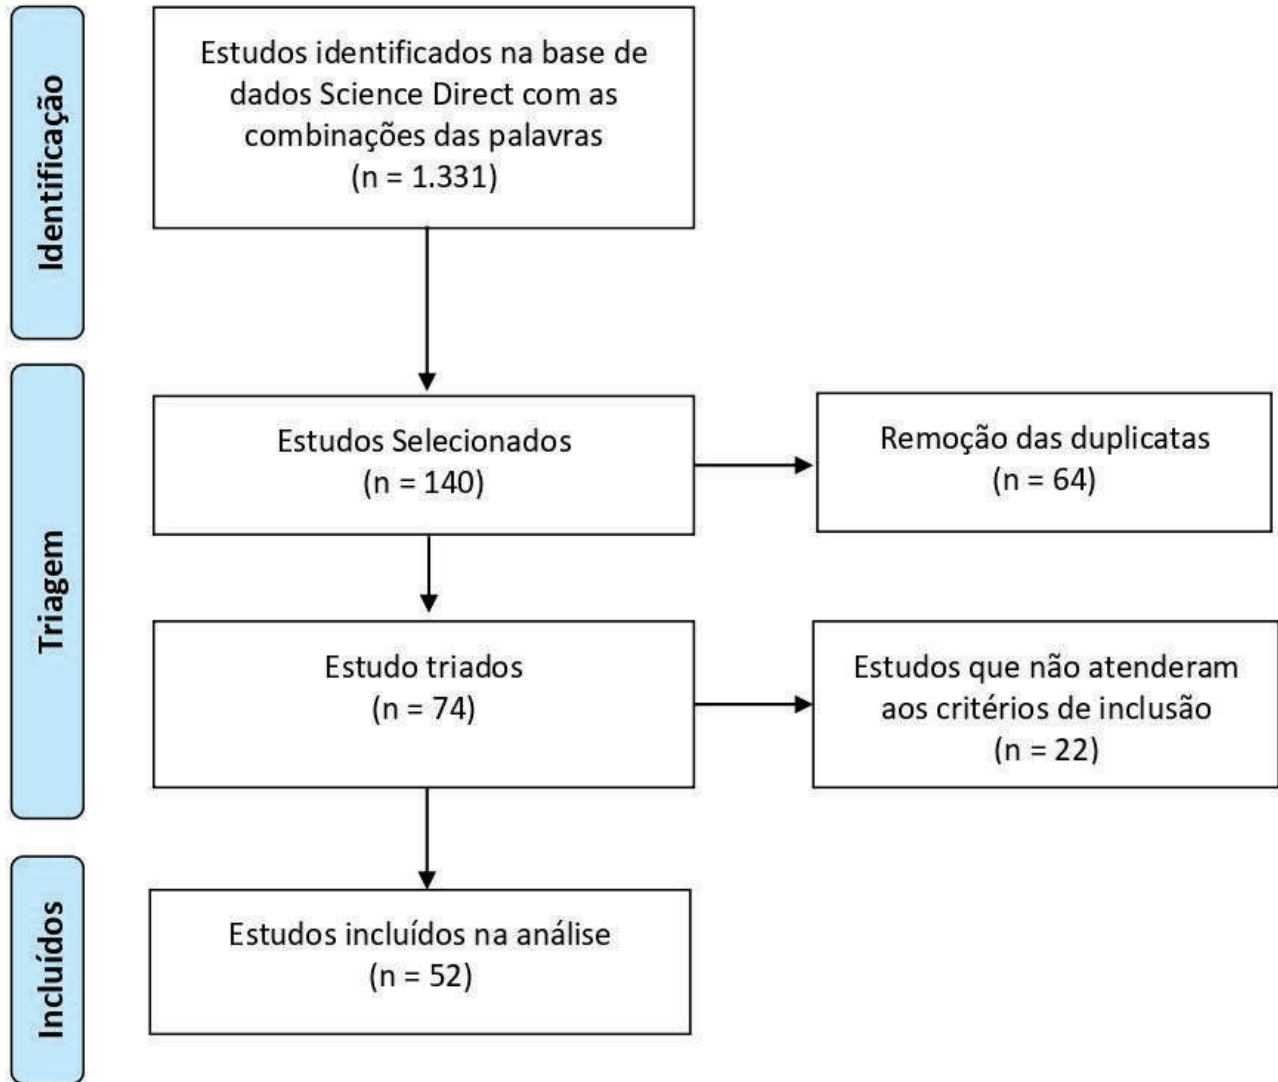 Identificação
Estudos identificados na base de
dados Science Direct com as
combinações das palavras
(n = 1.331)
Triagem
Estudos Selecionados
(n = 140)
Remoção das duplicatas
(n = 64)
Estudo triados
(n = 74)
Estudos que não atenderam
aos critérios de inclusão
(n = 22)
Incluídos
Estudos incluídos na análise
(n = 52)